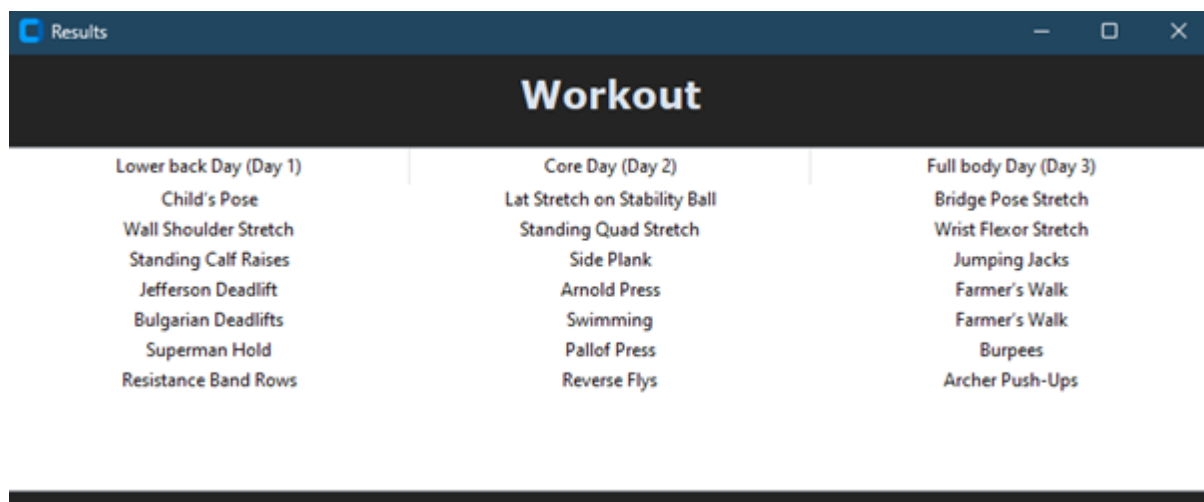 Results
Workout
Lower back Day (Day 1) Core Day (Day 2) Full body Day (Day 3)
Child's Pose Lat Stretch on Stability Ball Bridge Pose Stretch
Wall Shoulder Stretch Standing Quad Stretch Wrist Flexor Stretch
Standing Calf Raises Side Plank Jumping Jacks
Jefferson Deadlift Arnold Press Farmer's Walk
Bulgarian Deadlifts Swimming Farmer's Walk
Superman Hold Pallof Press Burpees
Resistance Band Rows Reverse Flys Archer Push-Ups